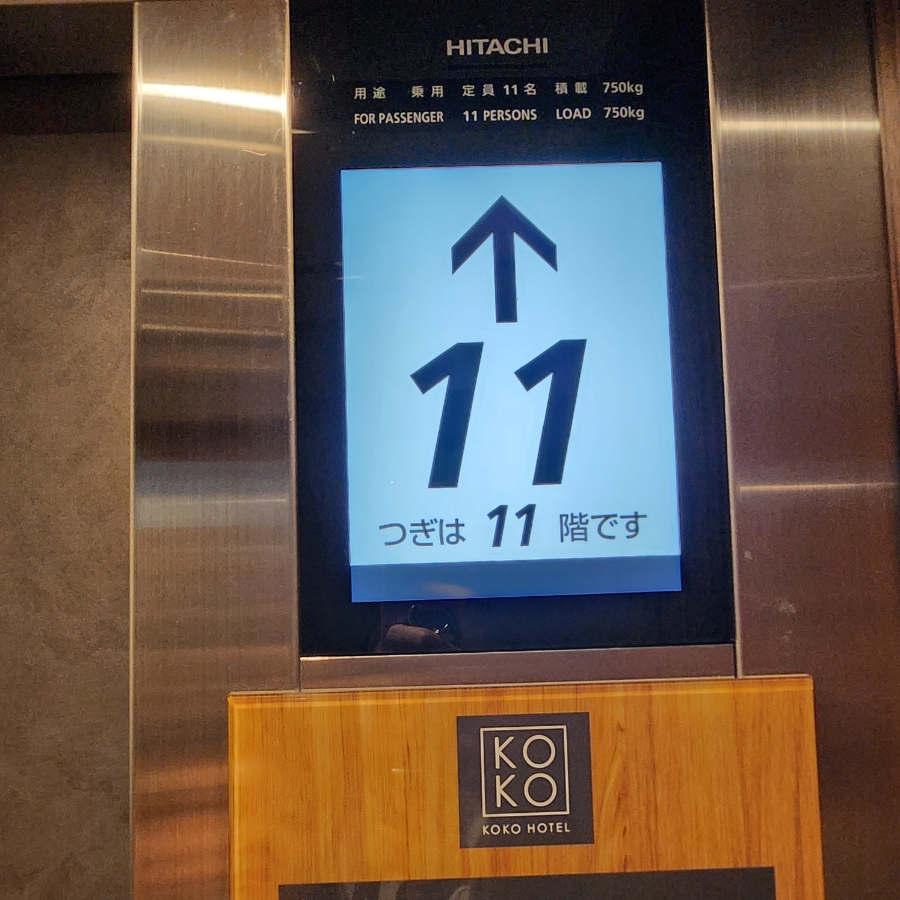 HITACHI
用途 乗用 定員 11名 積載 750kg
FOR PASSENGER 11 PERSONS LOAD 750kg
↑
11
つぎは 11 階です
KO
KO
KOKO HOTEL